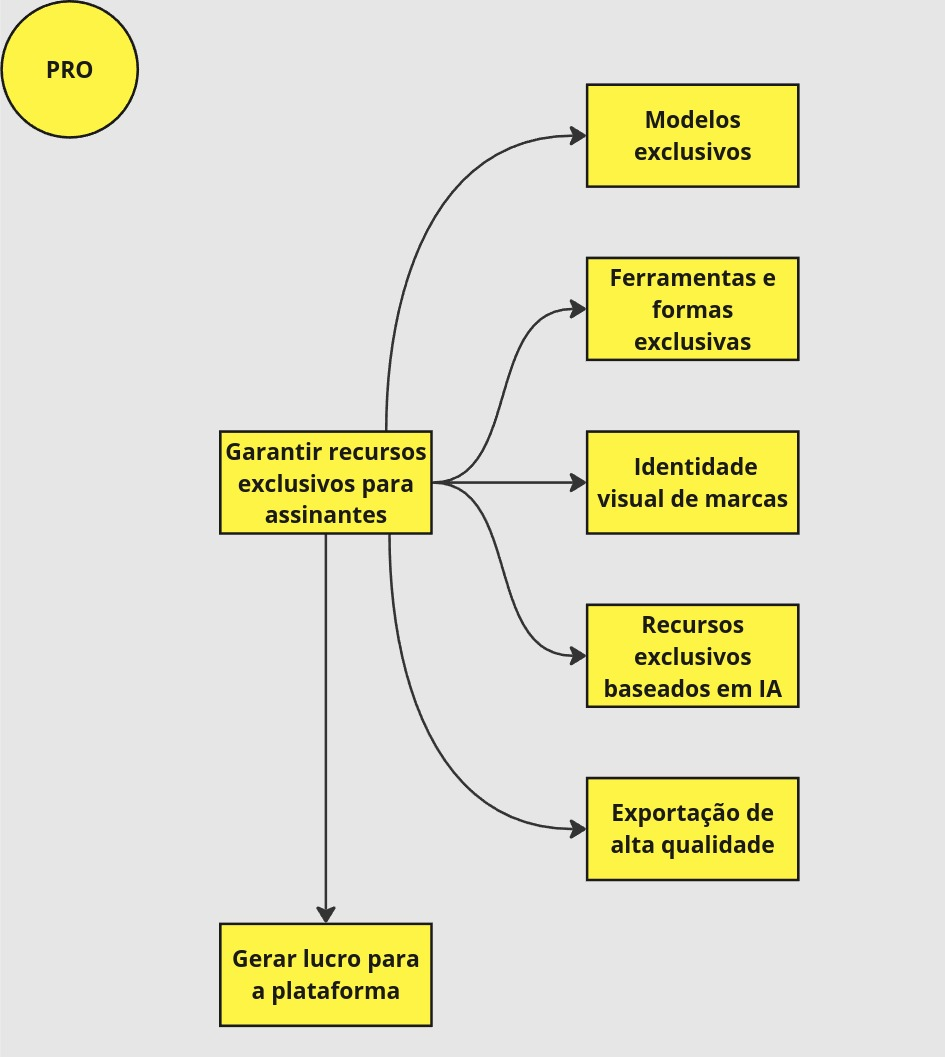 PRO
Modelos
exclusivos
Ferramentas e
formas
exclusivas
Garantir recursos
exclusivos para
assinantes
Identidade
visual de marcas
Recursos
exclusivos
baseados em IA
Exportação de
alta qualidade
Gerar lucro para
a plataforma